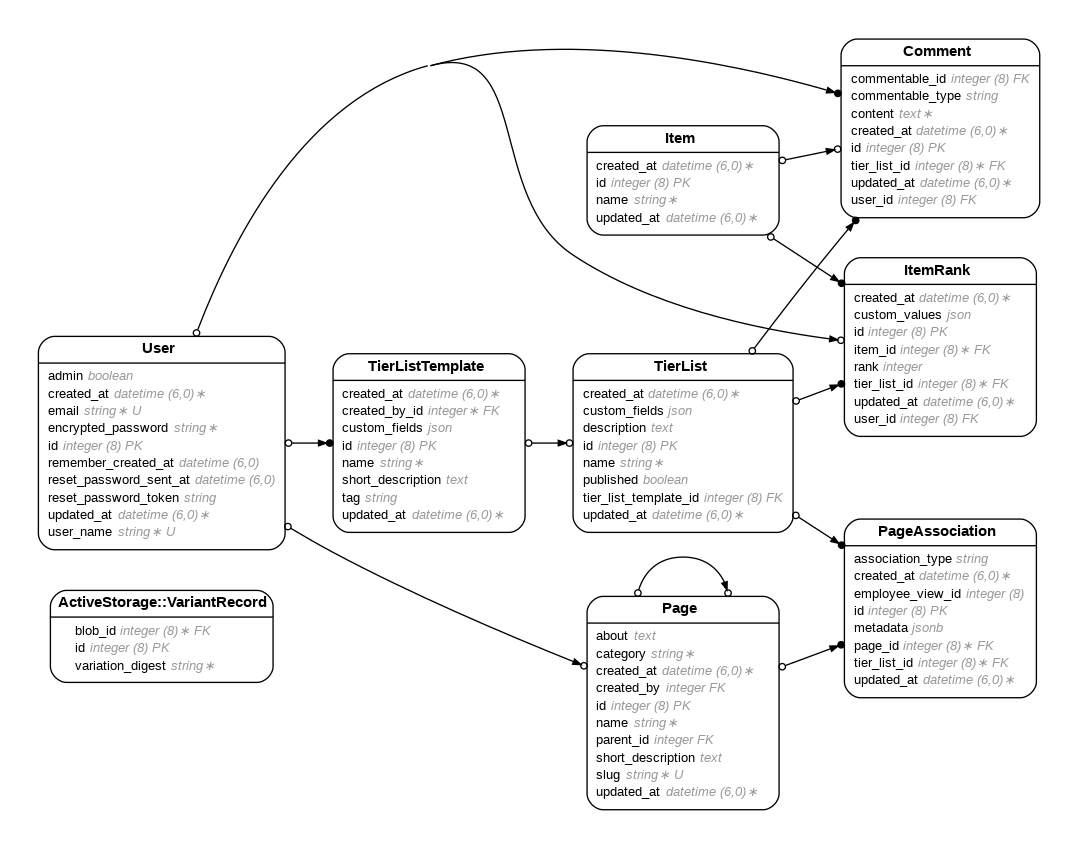 Comment
commentable_id integer (8) FK
commentable_type string
content text∗
created_at datetime (6,0)∗
id integer (8) PK
tier_list_id integer (8)∗ FK
updated_at datetime (6,0)∗
user_id integer (8) FK
Item
created_at datetime (6,0)∗
id integer (8) PK
name string∗
updated_at datetime (6,0)∗
ItemRank
created_at datetime (6,0)∗
custom_values json
id integer (8) PK
item_id integer (8)∗ FK
rank integer
tier_list_id integer (8)∗ FK
updated_at datetime (6,0)∗
user_id integer (8) FK
User
admin boolean
created_at datetime (6,0)∗
email string∗ U
encrypted_password string∗
id integer (8) PK
remember_created_at datetime (6,0)
reset_password_sent_at datetime (6,0)
reset_password_token string
updated_at datetime (6,0)∗
user_name string∗ U
TierListTemplate
created_at datetime (6,0)∗
created_by_id integer∗ FK
custom_fields json
id integer (8) PK
name string∗
short_description text
tag string
updated_at datetime (6,0)∗
TierList
created_at datetime (6,0)∗
custom_fields json
description text
id integer (8) PK
name string∗
published boolean
tier_list_template_id integer (8) FK
updated_at datetime (6,0)∗
PageAssociation
association_type string
created_at datetime (6,0)∗
employee_view_id integer (8)
id integer (8) PK
metadata jsonb
page_id integer (8)∗ FK
tier_list_id integer (8)∗ FK
updated_at datetime (6,0)∗
ActiveStorage::VariantRecord
blob_id integer (8)∗ FK
id integer (8) PK
variation_digest string∗
Page
about text
category string∗
created_at datetime (6,0)∗
created_by integer FK
id integer (8) PK
name string∗
parent_id integer FK
short_description text
slug string∗ U
updated_at datetime (6,0)∗